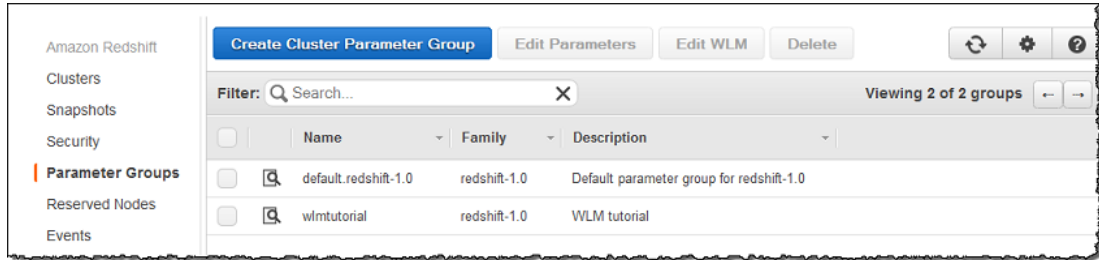 Amazon Redshift
Clusters
Snapshots
Security
Parameter Groups
Reserved Nodes
Events
Create Cluster Parameter Group Edit Parameters Edit WLM Delete
Filter: Search... Viewing 2 of 2 groups
Name Family Description
default.redshift-1.0 redshift-1.0 Default parameter group for redshift-1.0
wlmtutorial redshift-1.0 WLM tutorial